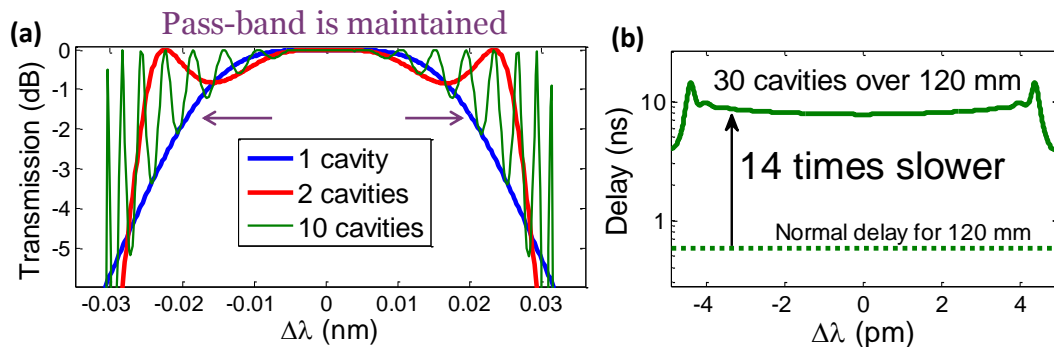 Pass-band is maintained
(a)
0
-1
-2
-3
-4
-5
Transmission (dB)
1 cavity
2 cavities
10 cavities
-0.03 -0.02 -0.01 0 0.01 0.02 0.03
Δλ (nm)
(b)
30 cavities over 120 mm
10
1
Delay (ns)
14 times slower
Normal delay for 120 mm
-4 -2 0 2 4
Δλ (pm)